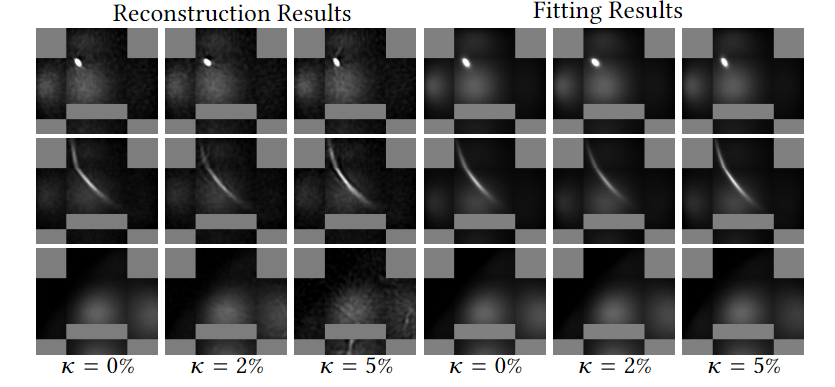 Reconstruction Results
Fitting Results
κ = 0%
κ = 2%
κ = 5%
κ = 0%
κ = 2%
κ = 5%